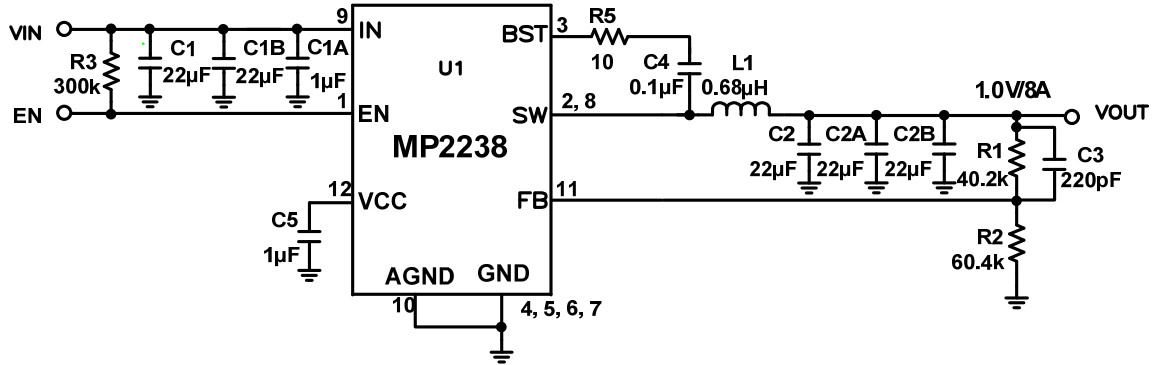 9
3
R5
VIN
IN
BST
C1
C1B
C1A
10
C4
L1
R3
300k
22µF
22µF
1µF
U1
0.1µF
0.68µH
1.0V/8A
1
2, 8
VOUT
EN
EN
SW
MP2238
C2
C2A
C2B
R1
C3
22µF
22µF
22µF
40.2k
220pF
12
11
VCC
FB
C5
1µF
R2
60.4k
AGND
GND
10
4, 5, 6, 7